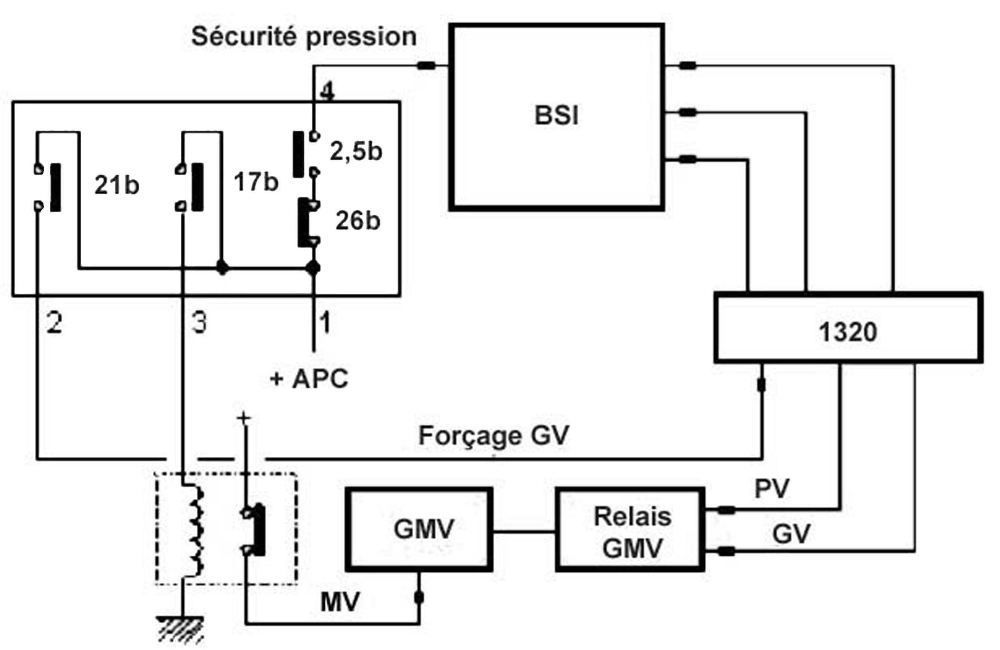 Sécurité pression
4
BSI
2,5b
21b
17b
26b
2
3
1
1320
+ APC
+
Forçage GV
PV
GMV
Relais
GMV
GV
MV